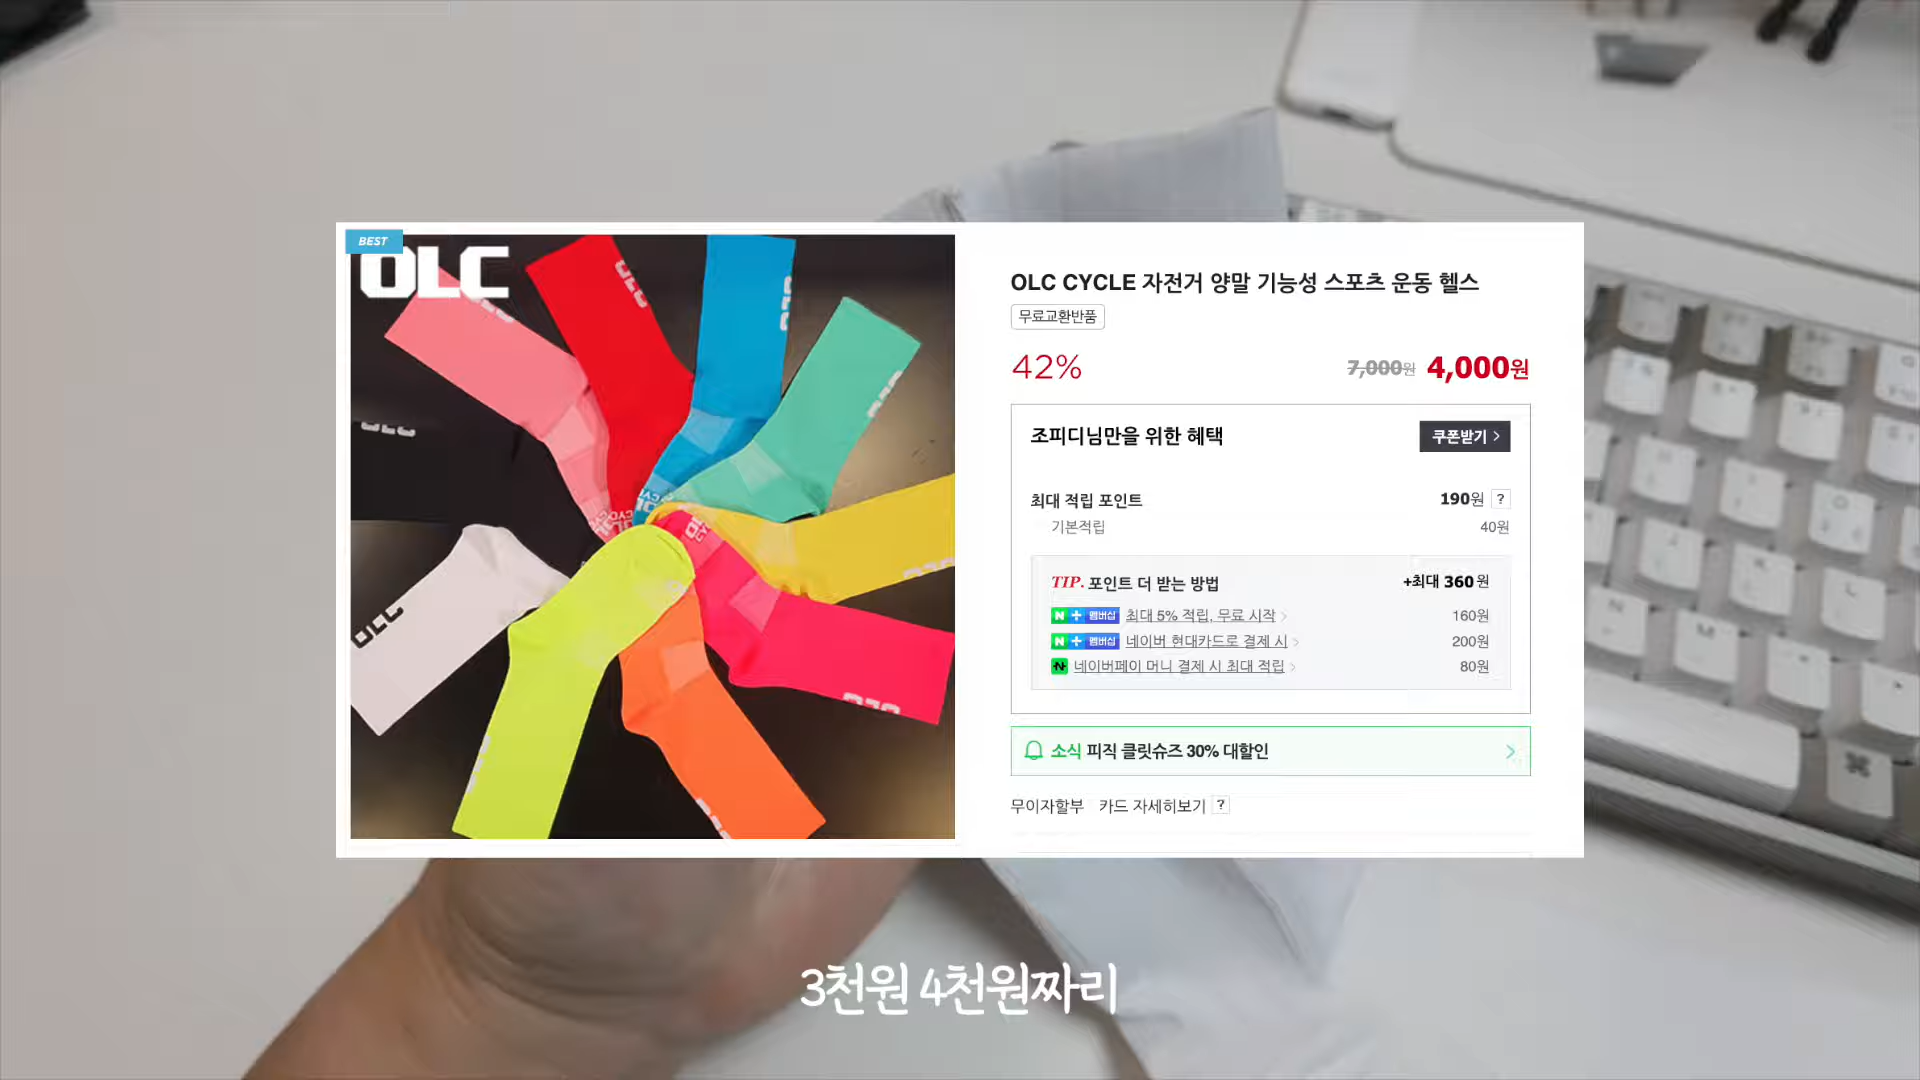 BEST
OLC
OLC CYCLE 자전거 양말 기능성 스포츠 운동 헬스
무료교환반품
42% 7,000원 4,000원
조피디님만을 위한 혜택
쿠폰받기 >
최대 적립 포인트 190원 ?
기본적립 40원
TIP. 포인트 더 받는 방법 +최대 360원
N + 멤버십 최대 5% 적립, 무료 시작 > 160원
N + 멤버십 네이버 현대카드로 결제 시 > 200원
N 네이버페이 머니 결제 시 최대 적립 > 80원
소식 피직 클릿슈즈 30% 대할인 >
무이자할부 카드 자세히보기 ?
3천원 4천원짜리